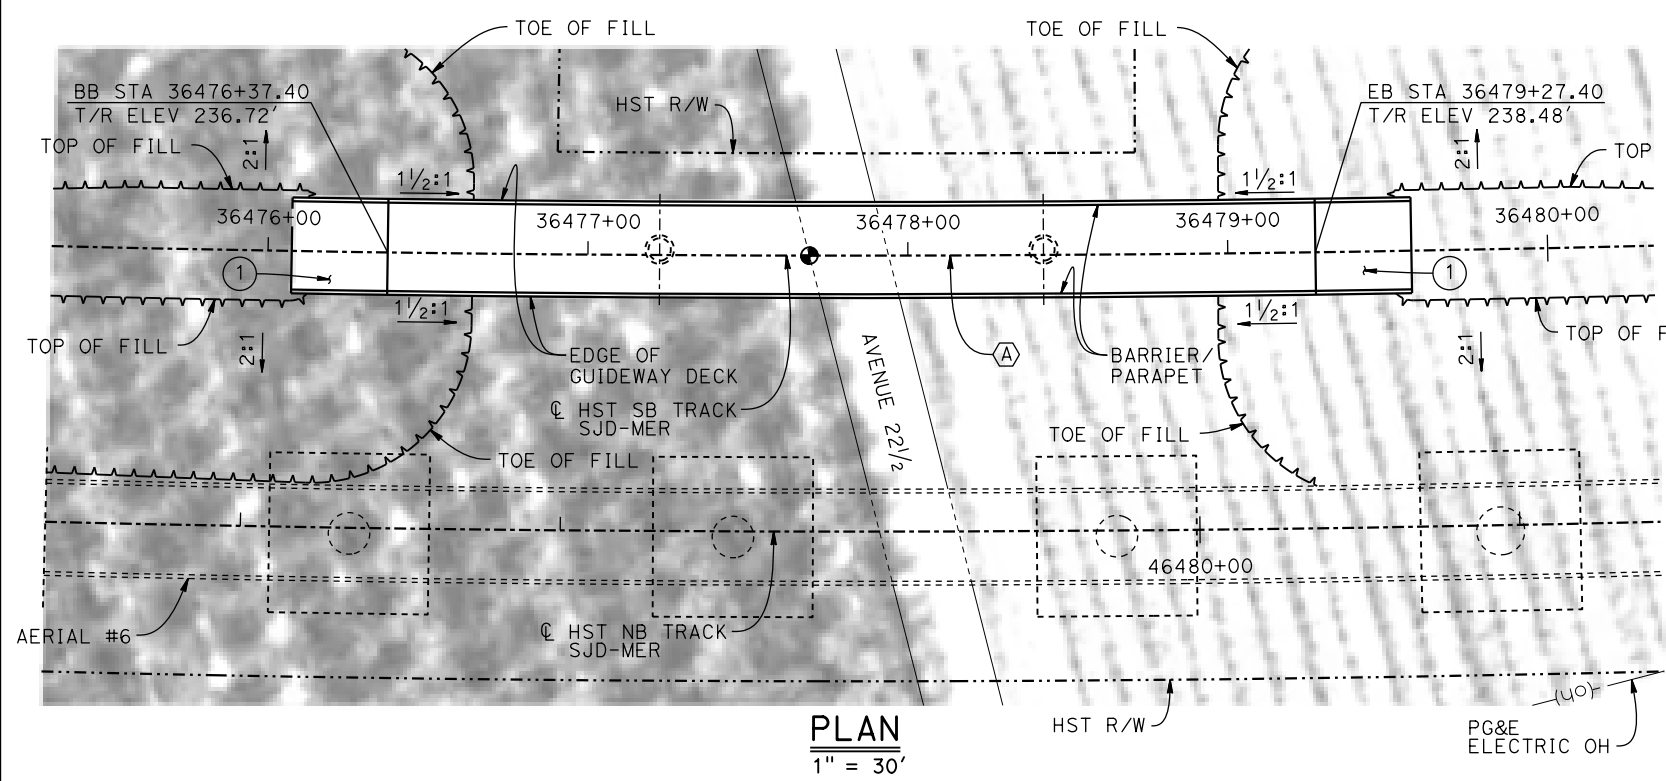 TOE OF FILL
TOE OF FILL
BB STA 36476+37.40
T/R ELEV 236.72'
HST R/W
EB STA 36479+27.40
T/R ELEV 238.48'
TOP OF FILL
2:1
2:1
TOP
1½:1
1½:1
36476+00
36477+00
36478+00
36479+00
36480+00
1
1
1½:1
1½:1
TOP OF FILL
2:1
EDGE OF
GUIDEWAY DECK
℄ HST SB TRACK
SJD-MER
AVENUE 22½
A
BARRIER/
PARAPET
2:1
TOP OF F
TOE OF FILL
TOE OF FILL
46480+00
AERIAL #6
℄ HST NB TRACK
SJD-MER
HST R/W
(40)
PG&E
ELECTRIC OH
PLAN
1" = 30'